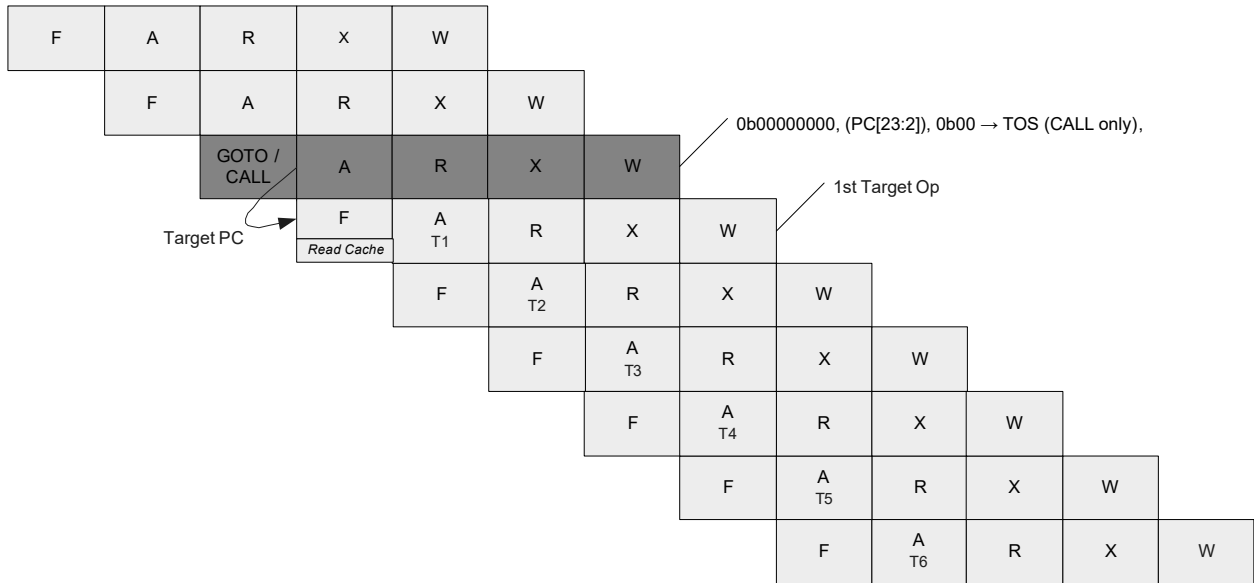 F A R X W
F A R X W
0b00000000, (PC[23:2]), 0b00 → TOS (CALL only),
GOTO /
CALL
A R X W
1st Target Op
Target PC
F A R X W
T1
Read Cache
F A R X W
T2
F A R X W
T3
F A R X W
T4
F A R X W
T5
F A R X W
T6